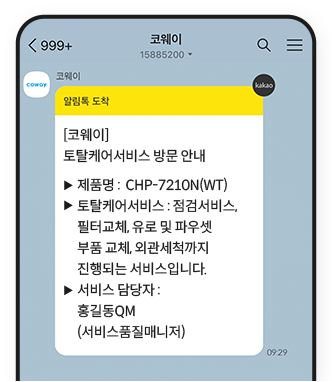 999+
코웨이
15885200
코웨이
coway
kakao
알림톡 도착
[코웨이]
토탈케어서비스 방문 안내
▶ 제품명 : CHP-7210N(WT)
▶ 토탈케어서비스 : 점검서비스,
필터교체, 유로 및 파우셋
부품 교체, 외관세척까지
진행되는 서비스입니다.
▶ 서비스 담당자 :
홍길동QM
(서비스품질매니저)
09:29